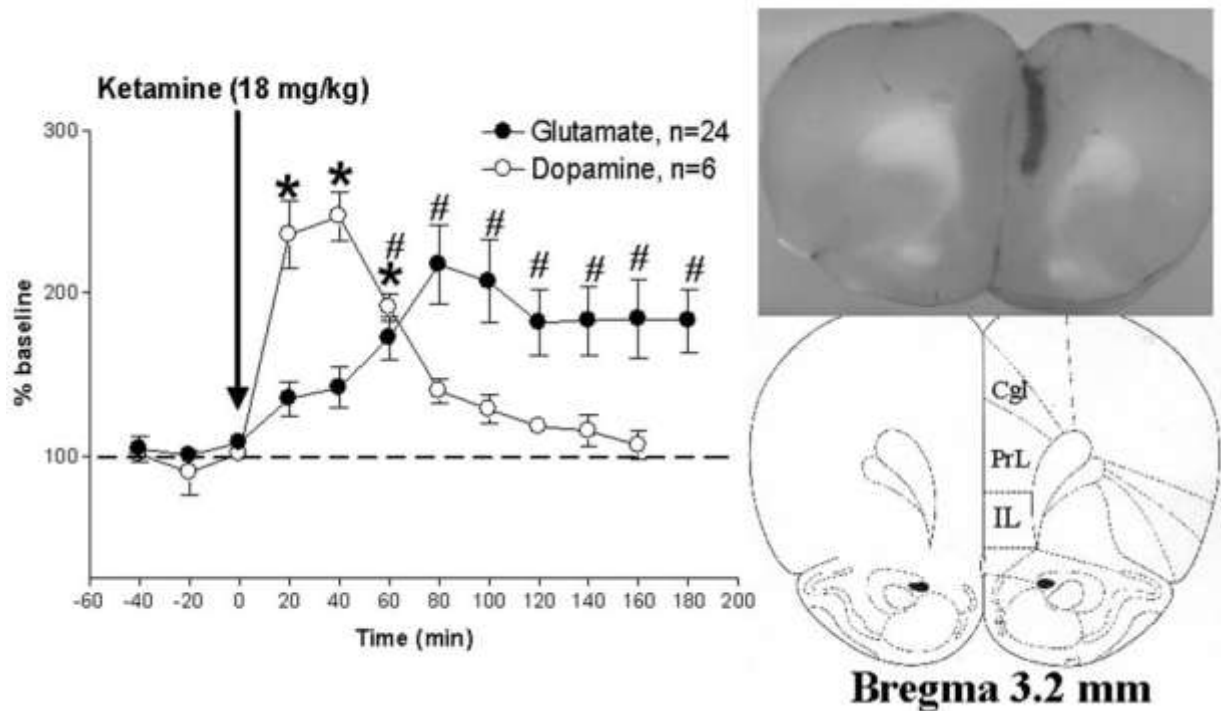 Ketamine (18 mg/kg)
300
200
100
% baseline
Glutamate, n=24
Dopamine, n=6
*
*
#
*
#
#
#
#
#
#
-60 -40 -20 0 20 40 60 80 100 120 140 160 180 200
Time (min)
Cgl
PrL
IL
Bregma 3.2 mm